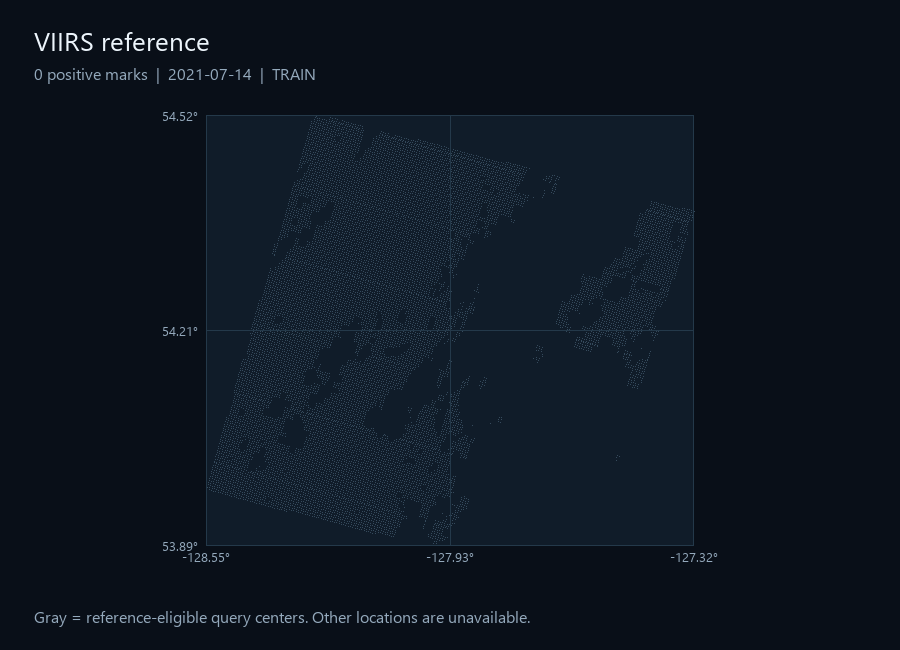 VIIRS reference
0 positive marks | 2021-07-14 | TRAIN
54.52°
54.21°
53.89°
-128.55°
-127.93°
-127.32°
Gray = reference-eligible query centers. Other locations are unavailable.